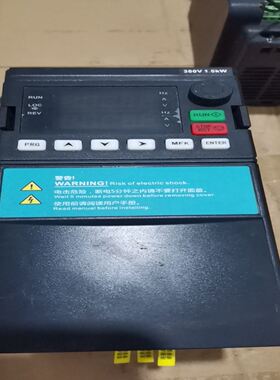 380V 1.5kW
RUN
LOC
REV
RUN
STOP
PRG
MFK
ENTER
警告!
WARNING! Risk of electric shock.
电击危险，断电5分钟之内请不要打开面盖。
Wait 5 minutes power down before removing cover.
使用前请阅读用户手册。
Read manual before installing.